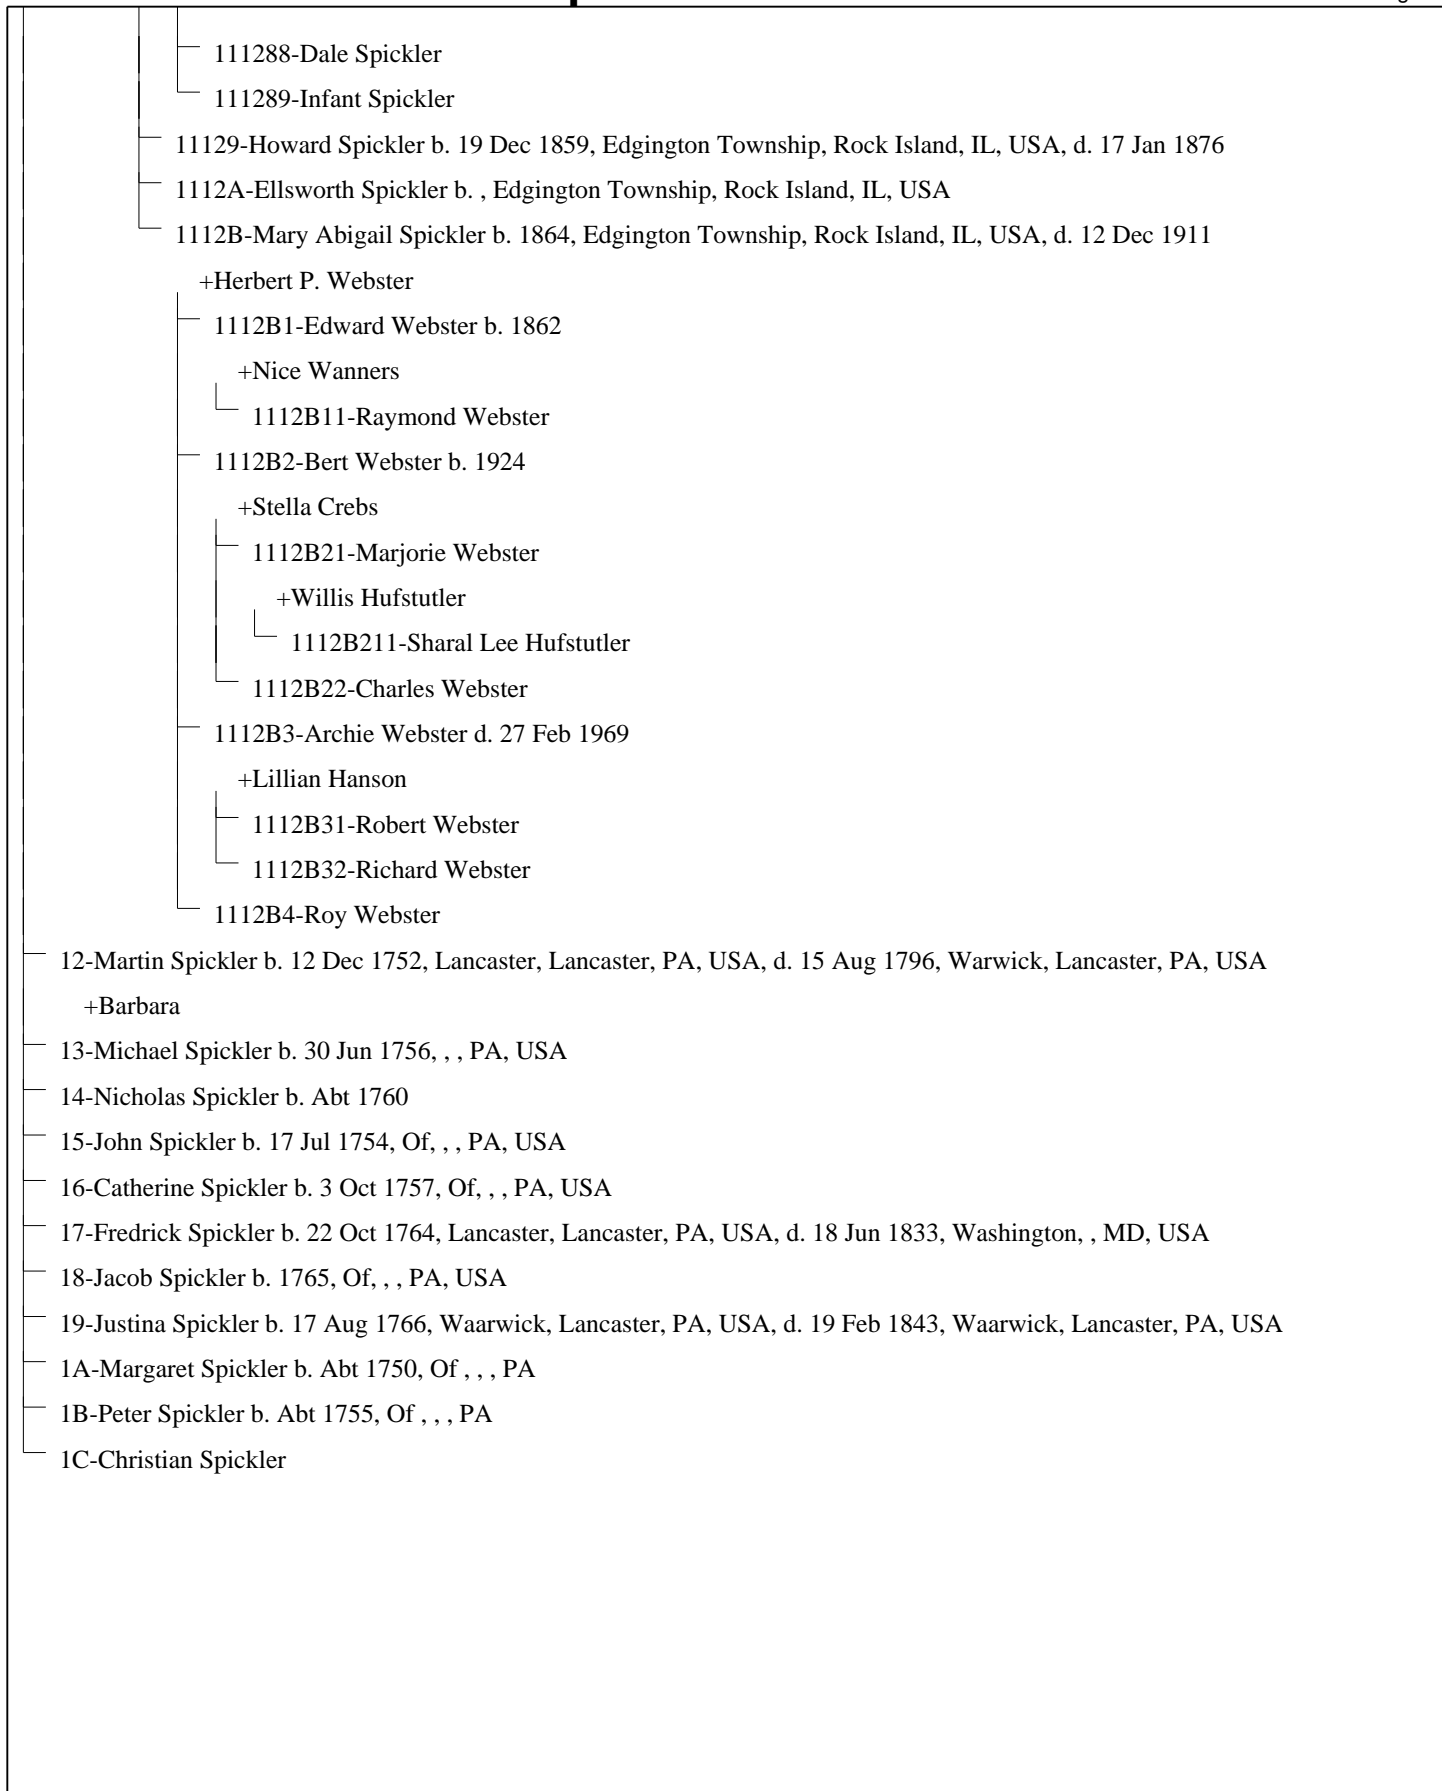 111288-Dale Spickler
111289-Infant Spickler
11129-Howard Spickler b. 19 Dec 1859, Edgington Township, Rock Island, IL, USA, d. 17 Jan 1876
1112A-Ellsworth Spickler b. , Edgington Township, Rock Island, IL, USA
1112B-Mary Abigail Spickler b. 1864, Edgington Township, Rock Island, IL, USA, d. 12 Dec 1911
+Herbert P. Webster
1112B1-Edward Webster b. 1862
+Nice Wanners
1112B11-Raymond Webster
1112B2-Bert Webster b. 1924
+Stella Crebs
1112B21-Marjorie Webster
+Willis Hufstutler
1112B211-Sharal Lee Hufstutler
1112B22-Charles Webster
1112B3-Archie Webster d. 27 Feb 1969
+Lillian Hanson
1112B31-Robert Webster
1112B32-Richard Webster
1112B4-Roy Webster
12-Martin Spickler b. 12 Dec 1752, Lancaster, Lancaster, PA, USA, d. 15 Aug 1796, Warwick, Lancaster, PA, USA
+Barbara
13-Michael Spickler b. 30 Jun 1756, , , PA, USA
14-Nicholas Spickler b. Abt 1760
15-John Spickler b. 17 Jul 1754, Of, , , PA, USA
16-Catherine Spickler b. 3 Oct 1757, Of, , , PA, USA
17-Fredrick Spickler b. 22 Oct 1764, Lancaster, Lancaster, PA, USA, d. 18 Jun 1833, Washington, , MD, USA
18-Jacob Spickler b. 1765, Of, , , PA, USA
19-Justina Spickler b. 17 Aug 1766, Waarwick, Lancaster, PA, USA, d. 19 Feb 1843, Waarwick, Lancaster, PA, USA
1A-Margaret Spickler b. Abt 1750, Of , , , PA
1B-Peter Spickler b. Abt 1755, Of , , , PA
1C-Christian Spickler